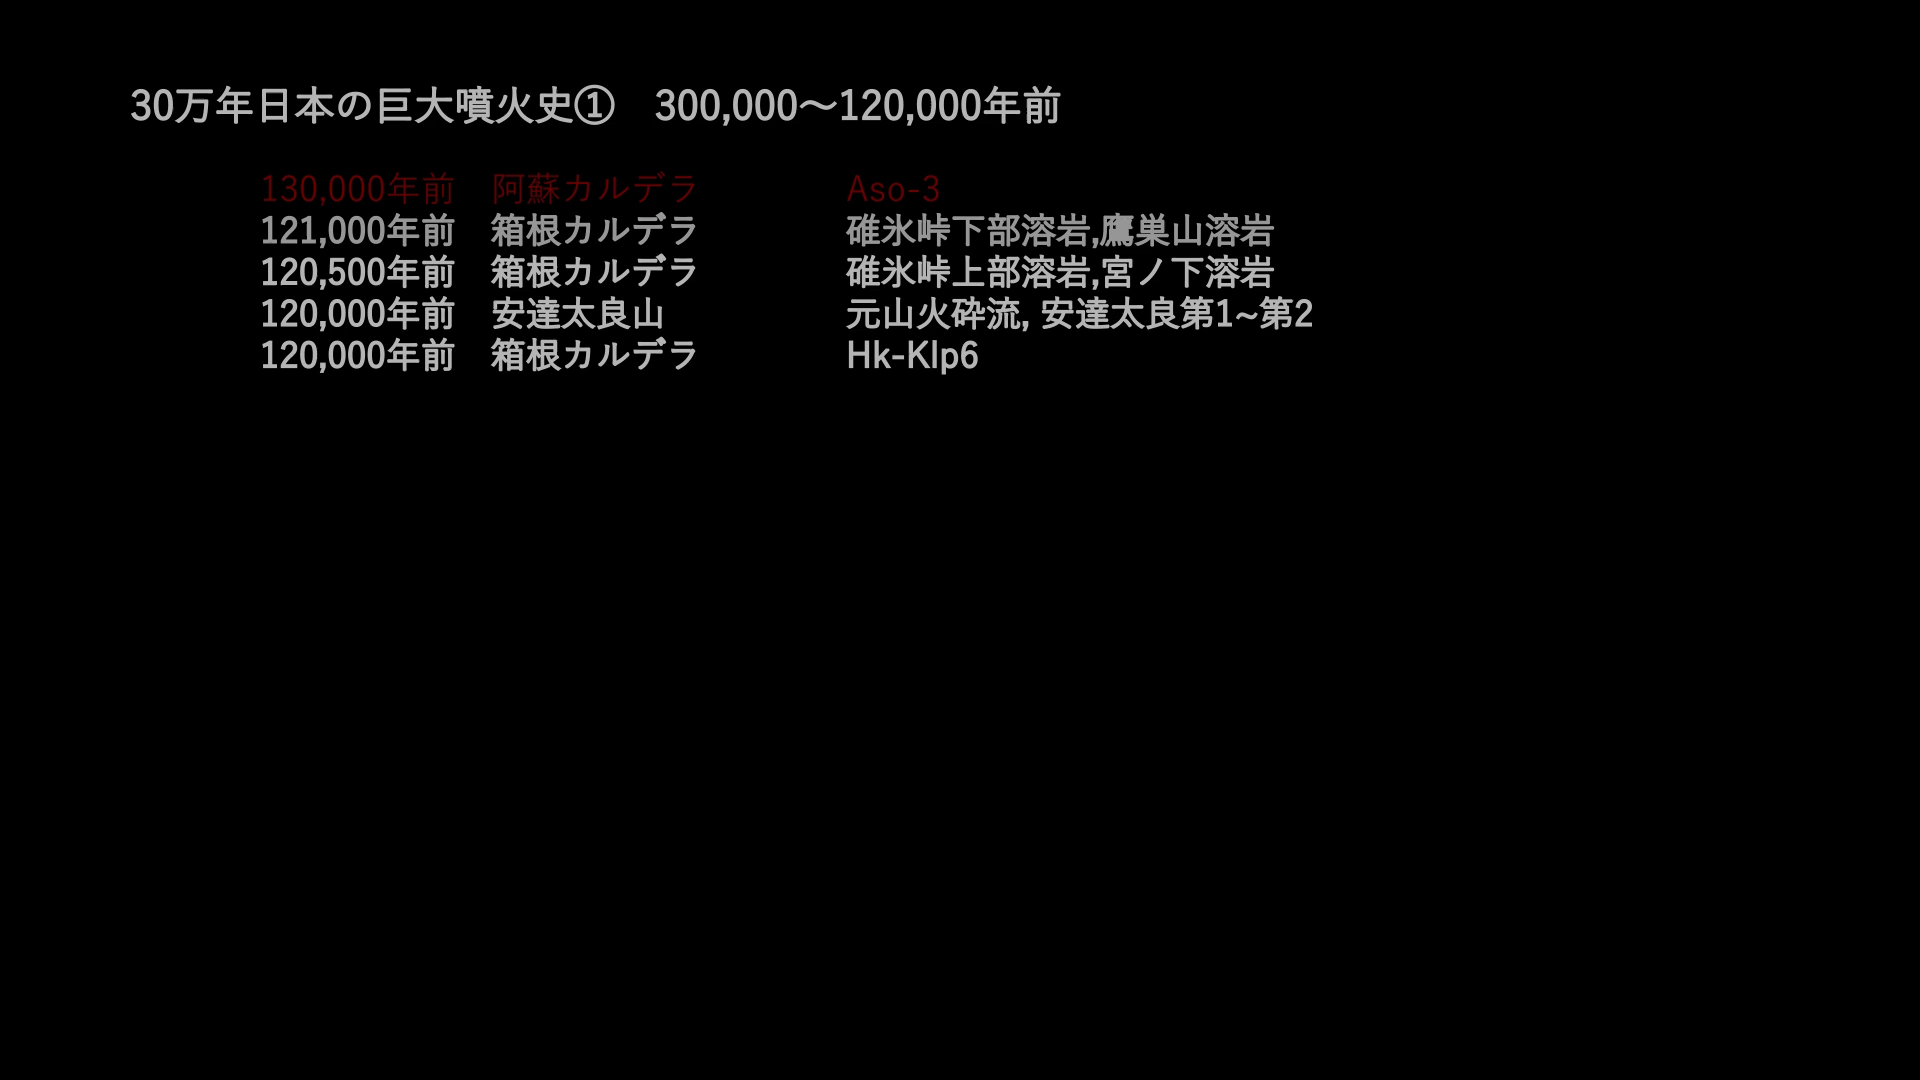 30万年日本の巨大噴火史①　300,000〜120,000年前
130,000年前　阿蘇カルデラ　Aso-3
121,000年前　箱根カルデラ　碓氷峠下部溶岩,鷹巣山溶岩
120,500年前　箱根カルデラ　碓氷峠上部溶岩,宮ノ下溶岩
120,000年前　安達太良山　元山火砕流, 安達太良第1~第2
120,000年前　箱根カルデラ　Hk-Klp6